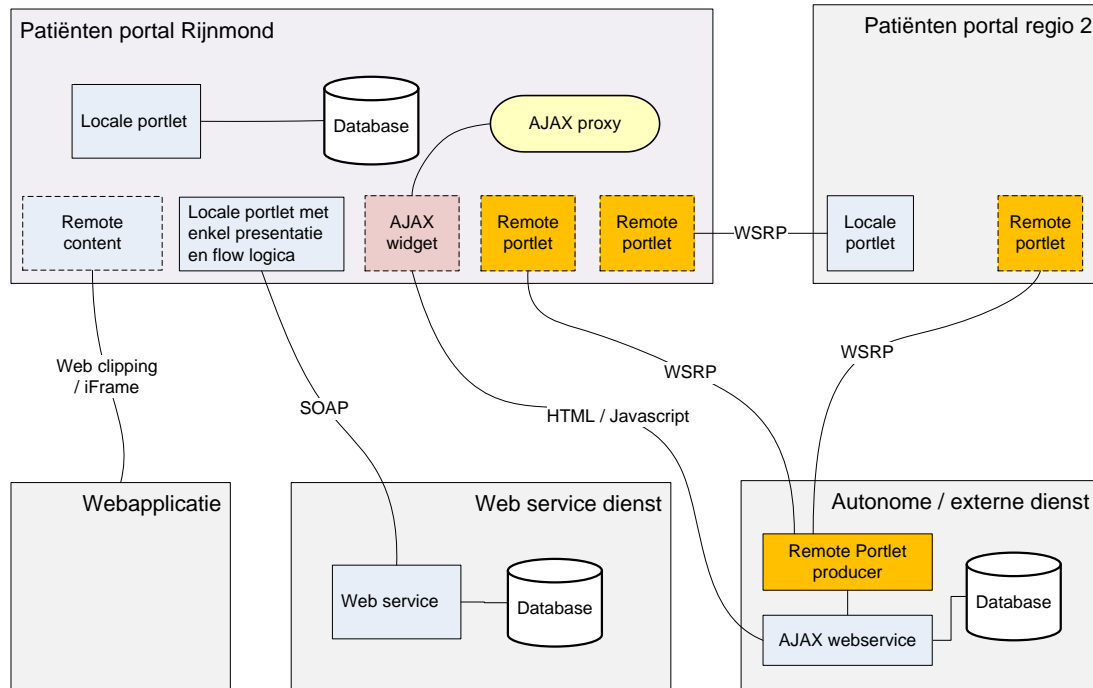 Patiënten portal Rijnmond
Patiënten portal regio 2
Locale portlet
Database
AJAX proxy
Remote
content
Locale portlet met
enkel presentatie
en flow logica
AJAX
widget
Remote
portlet
Remote
portlet
WSRP
Locale
portlet
Remote
portlet
Web clipping
/ iFrame
SOAP
HTML / Javascript
WSRP
WSRP
Webapplicatie
Web service dienst
Autonome / externe dienst
Web service
Database
Remote Portlet
producer
AJAX webservice
Database